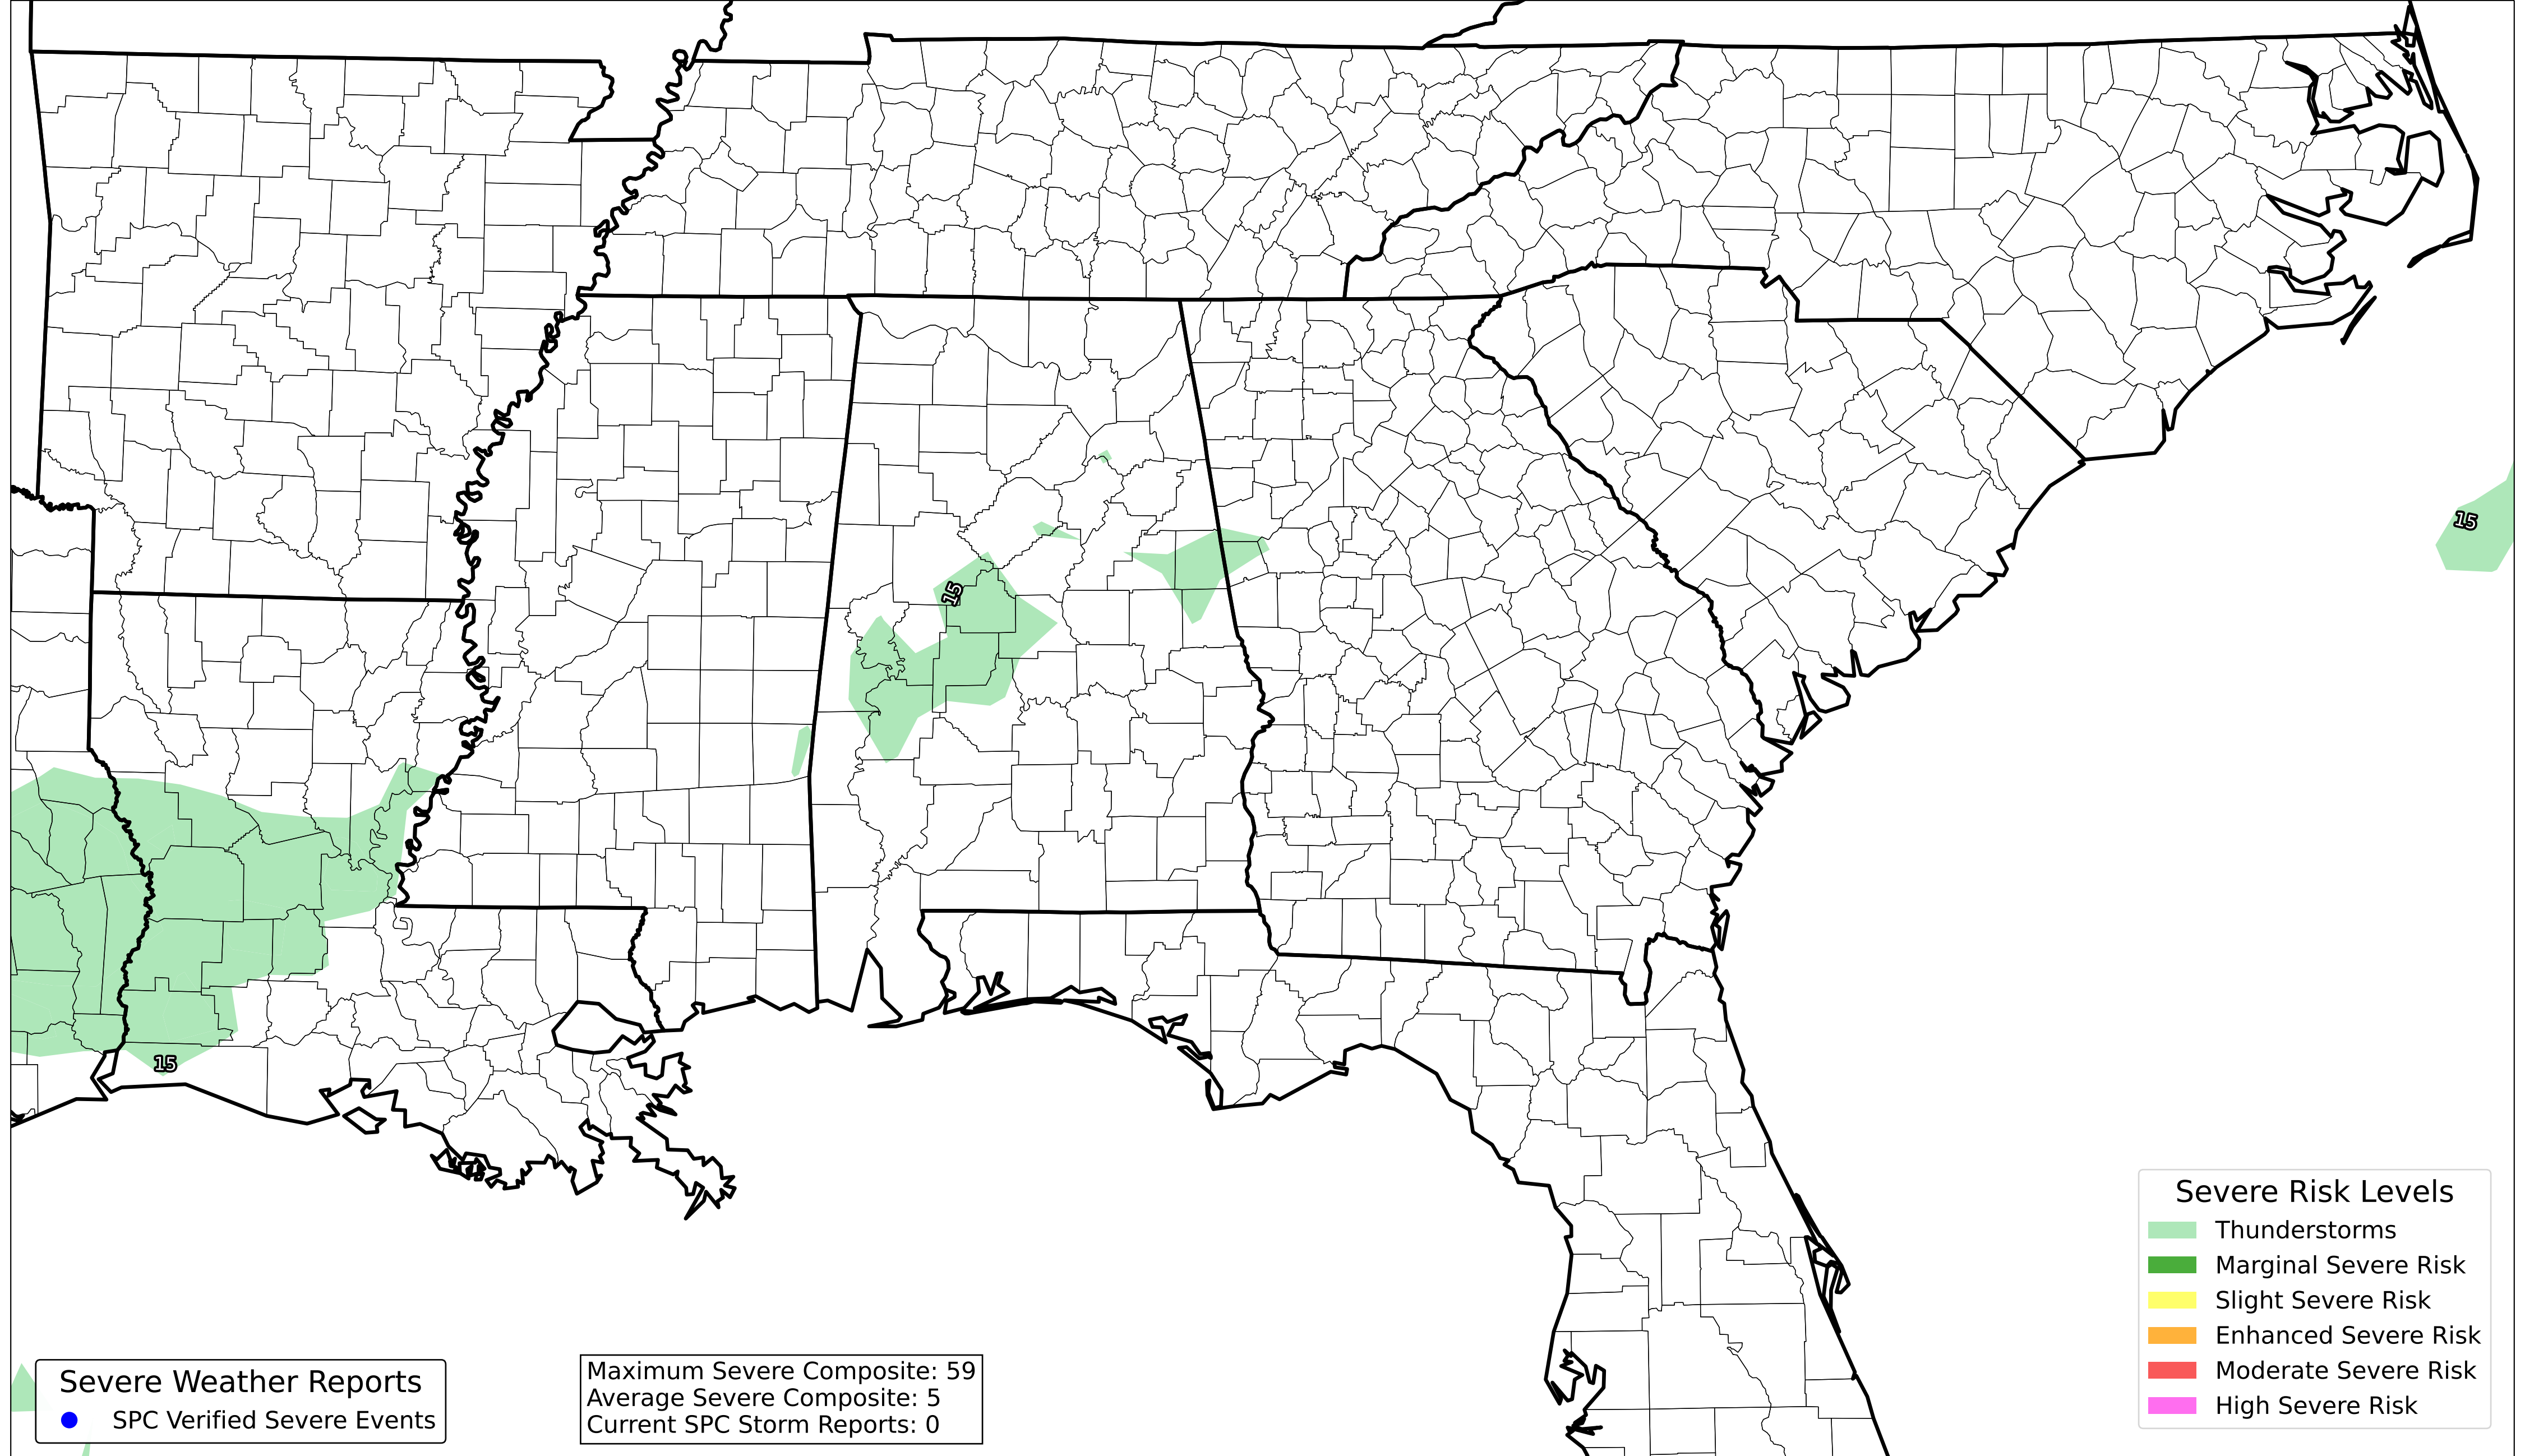 15
15
15
Severe Risk Levels
Thunderstorms
Marginal Severe Risk
Slight Severe Risk
Enhanced Severe Risk
Moderate Severe Risk
High Severe Risk
Severe Weather Reports
SPC Verified Severe Events
Maximum Severe Composite: 59
Average Severe Composite: 5
Current SPC Storm Reports: 0